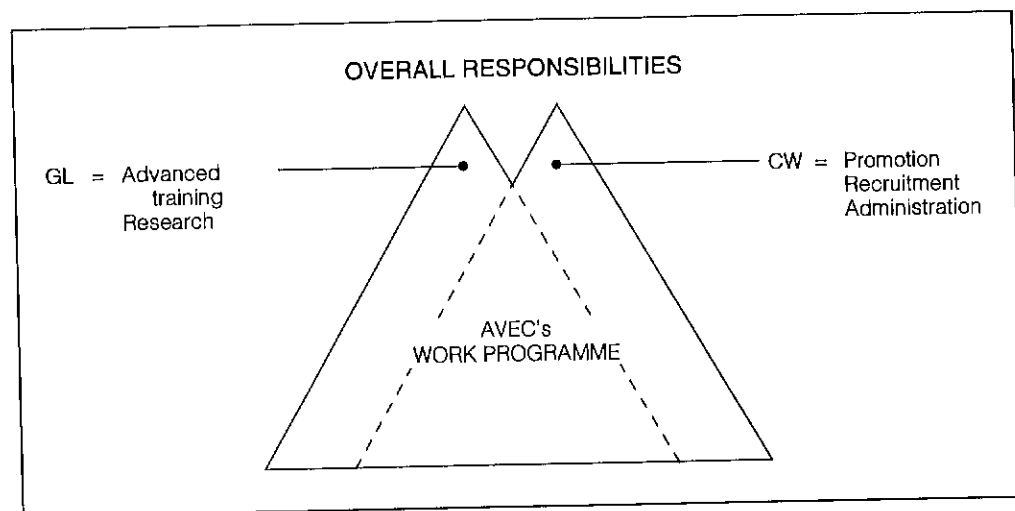 OVERALL RESPONSIBILITIES
GL = Advanced
training
Research
CW = Promotion
Recruitment
Administration
AVEC's
WORK PROGRAMME